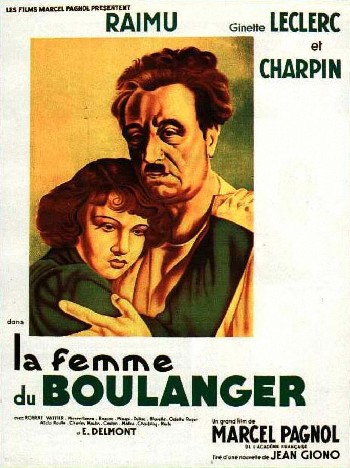 LES FILMS MARCEL PAGNOL PRÉSENTENT
RAIMU
Ginette LECLERC
et
CHARPIN
dans
la femme
du BOULANGER
avec ROBERT VATTIER
et E. DELMONT
Un grand film de
MARCEL PAGNOL
DE L'ACADÉMIE FRANÇAISE
tiré d'une nouvelle de JEAN GIONO